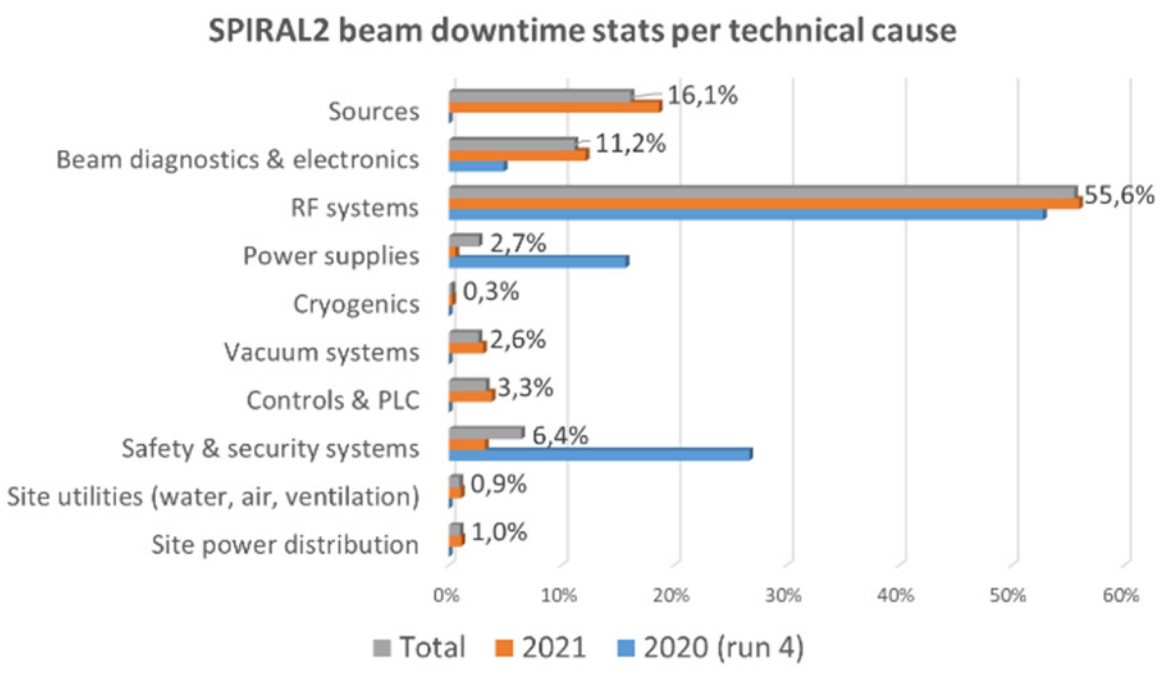 SPIRAL2 beam downtime stats per technical cause
Sources 16,1%
Beam diagnostics & electronics 11,2%
RF systems 55,6%
Power supplies 2,7%
Cryogenics 0,3%
Vacuum systems 2,6%
Controls & PLC 3,3%
Safety & security systems 6,4%
Site utilities (water, air, ventilation) 0,9%
Site power distribution 1,0%
0% 10% 20% 30% 40% 50% 60%
Total 2021 2020 (run 4)